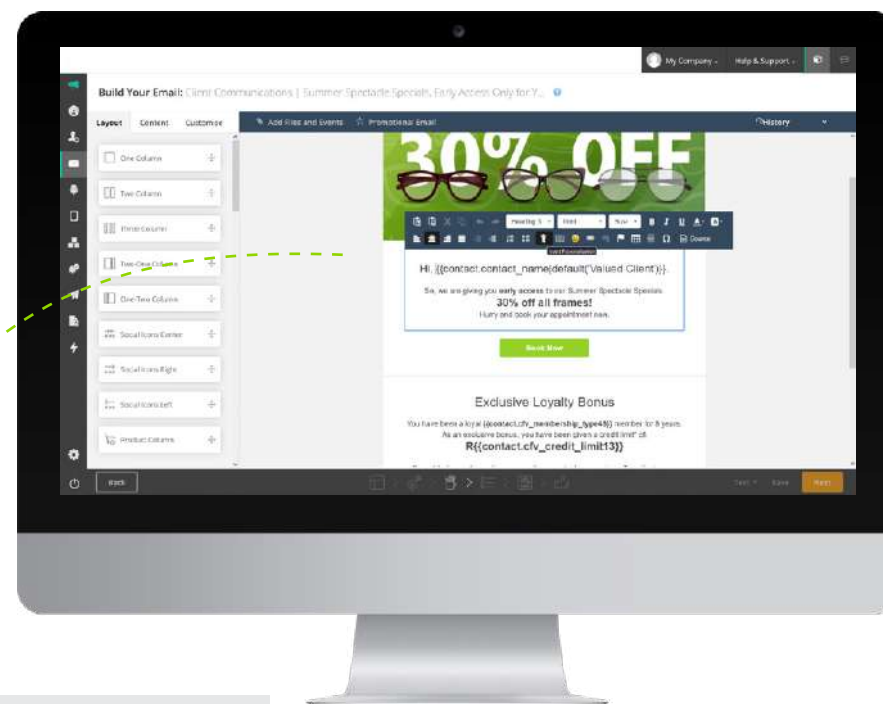 My Company
Help & Support
Build Your Email: Client Communications | Summer Spectacle Specials, Early Access Only for Y...
Layout Content Customise
Add Files and Events
Promotional Email
History
One Column
Two Column
Three Column
Two-One Column
One-Two Column
Social Icons Center
Social Icons Right
Social Icons Left
Product Column
30% OFF
Source
Hi, {{contact.contact_name|default('Valued Client')}}
So, we are giving you early access to our Summer Spectacle Specials.
30% off all frames!
Hurry and book your appointment now.
Book Now
Exclusive Loyalty Bonus
You have been a loyal {{contact.cfv_membership_type45}} member for 8 years.
As an exclusive bonus, you have been given a credit limit* of:
R{{contact.cfv_credit_limit13}}
Back
Test
Save
Next